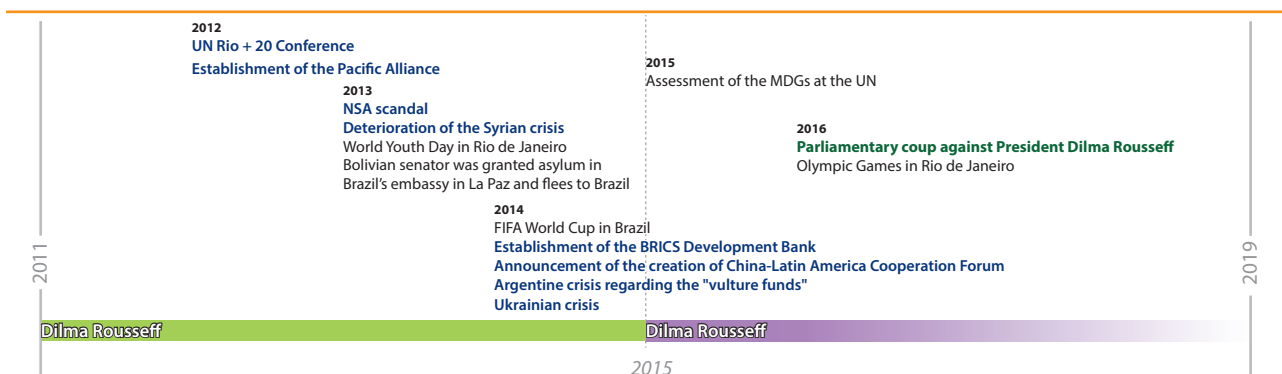 2012
UN Rio + 20 Conference
Establishment of the Pacific Alliance
2013
NSA scandal
Deterioration of the Syrian crisis
World Youth Day in Rio de Janeiro
Bolivian senator was granted asylum in
Brazil's embassy in La Paz and flees to Brazil
2014
FIFA World Cup in Brazil
Establishment of the BRICS Development Bank
Announcement of the creation of China-Latin America Cooperation Forum
Argentine crisis regarding the "vulture funds"
Ukrainian crisis
2015
Assessment of the MDGs at the UN
2016
Parliamentary coup against President Dilma Rousseff
Olympic Games in Rio de Janeiro
2011
2019
Dilma Rousseff
Dilma Rousseff
2015